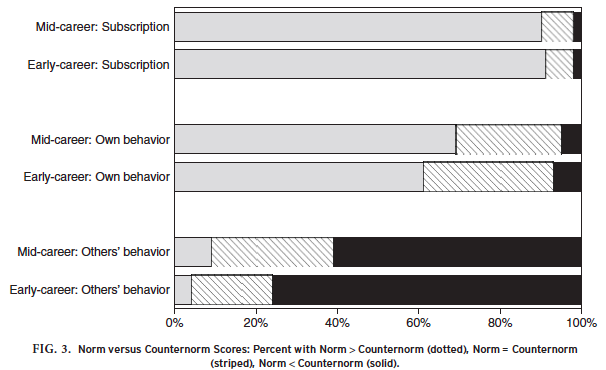 Mid-career: Subscription
Early-career: Subscription
Mid-career: Own behavior
Early-career: Own behavior
Mid-career: Others' behavior
Early-career: Others' behavior
0% 20% 40% 60% 80% 100%
FIG. 3. Norm versus Counternorm Scores: Percent with Norm > Counternorm (dotted), Norm = Counternorm
(striped), Norm < Counternorm (solid).